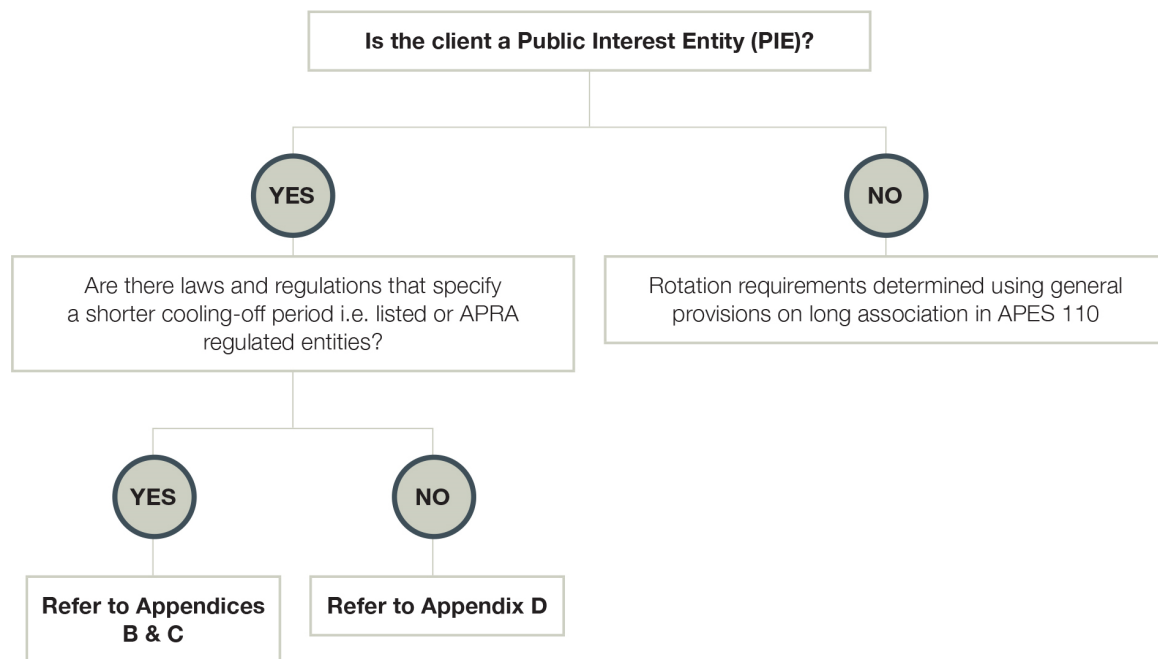 Is the client a Public Interest Entity (PIE)?
YES
NO
Are there laws and regulations that specify
a shorter cooling-off period i.e. listed or APRA
regulated entities?
Rotation requirements determined using general
provisions on long association in APES 110
YES
NO
Refer to Appendices
B & C
Refer to Appendix D